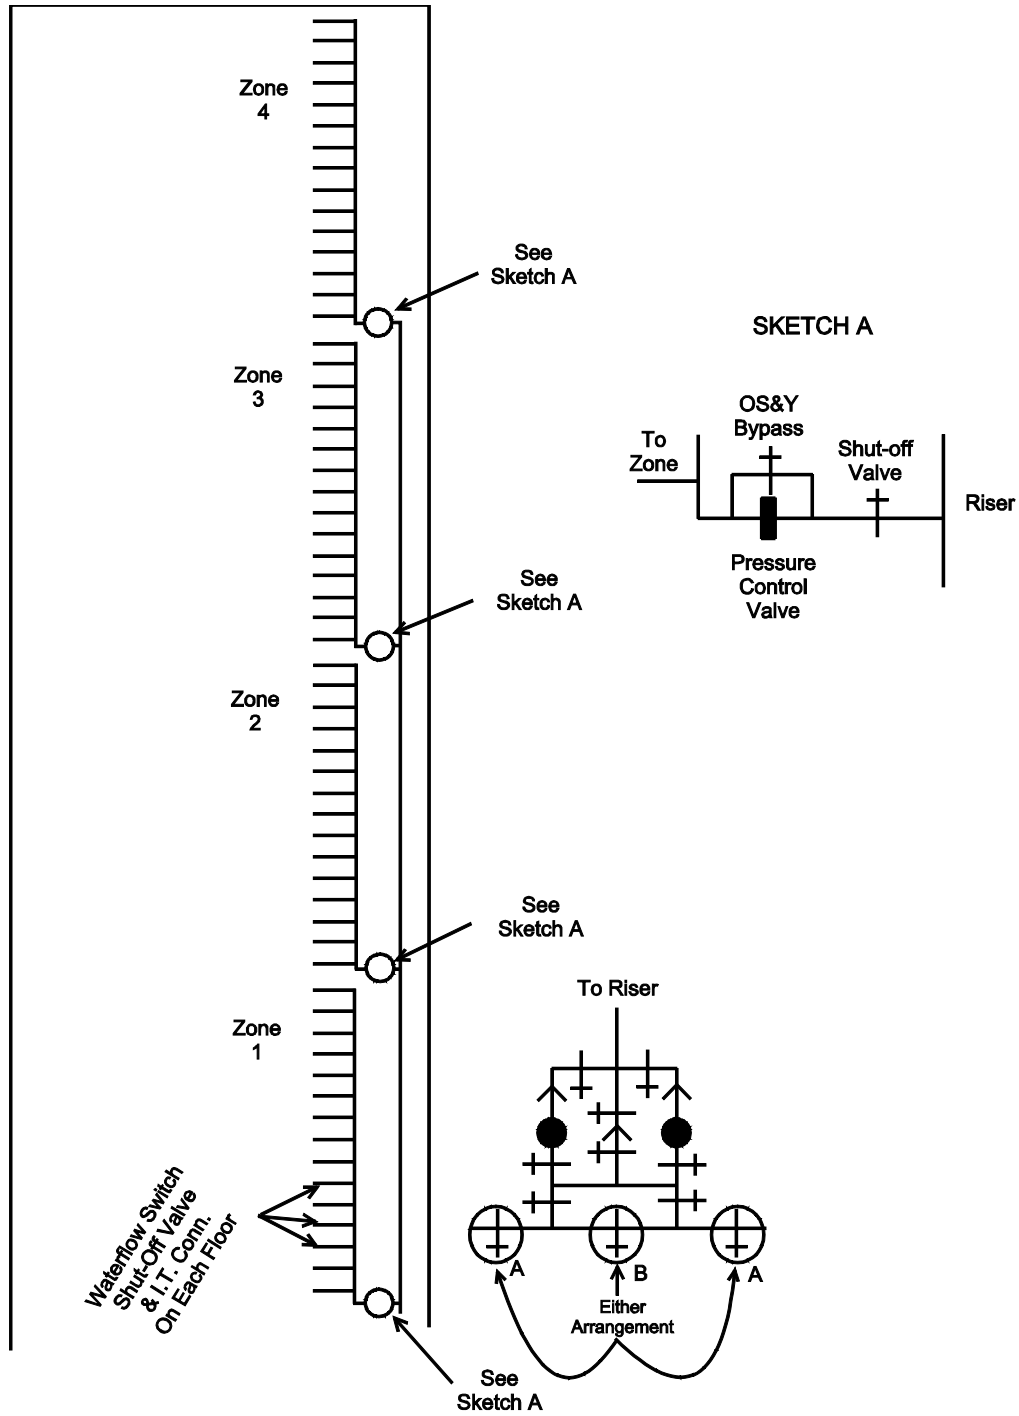 Zone
4
See
Sketch A
SKETCH A
Zone
3
OS&Y
Bypass
To
Zone
Shut-off
Valve
Riser
Pressure
Control
Valve
See
Sketch A
Zone
2
See
Sketch A
To Riser
Zone
1
Waterflow Switch
Shut-Off Valve
& I.T. Conn.
On Each Floor
A
B
A
Either
Arrangement
See
Sketch A